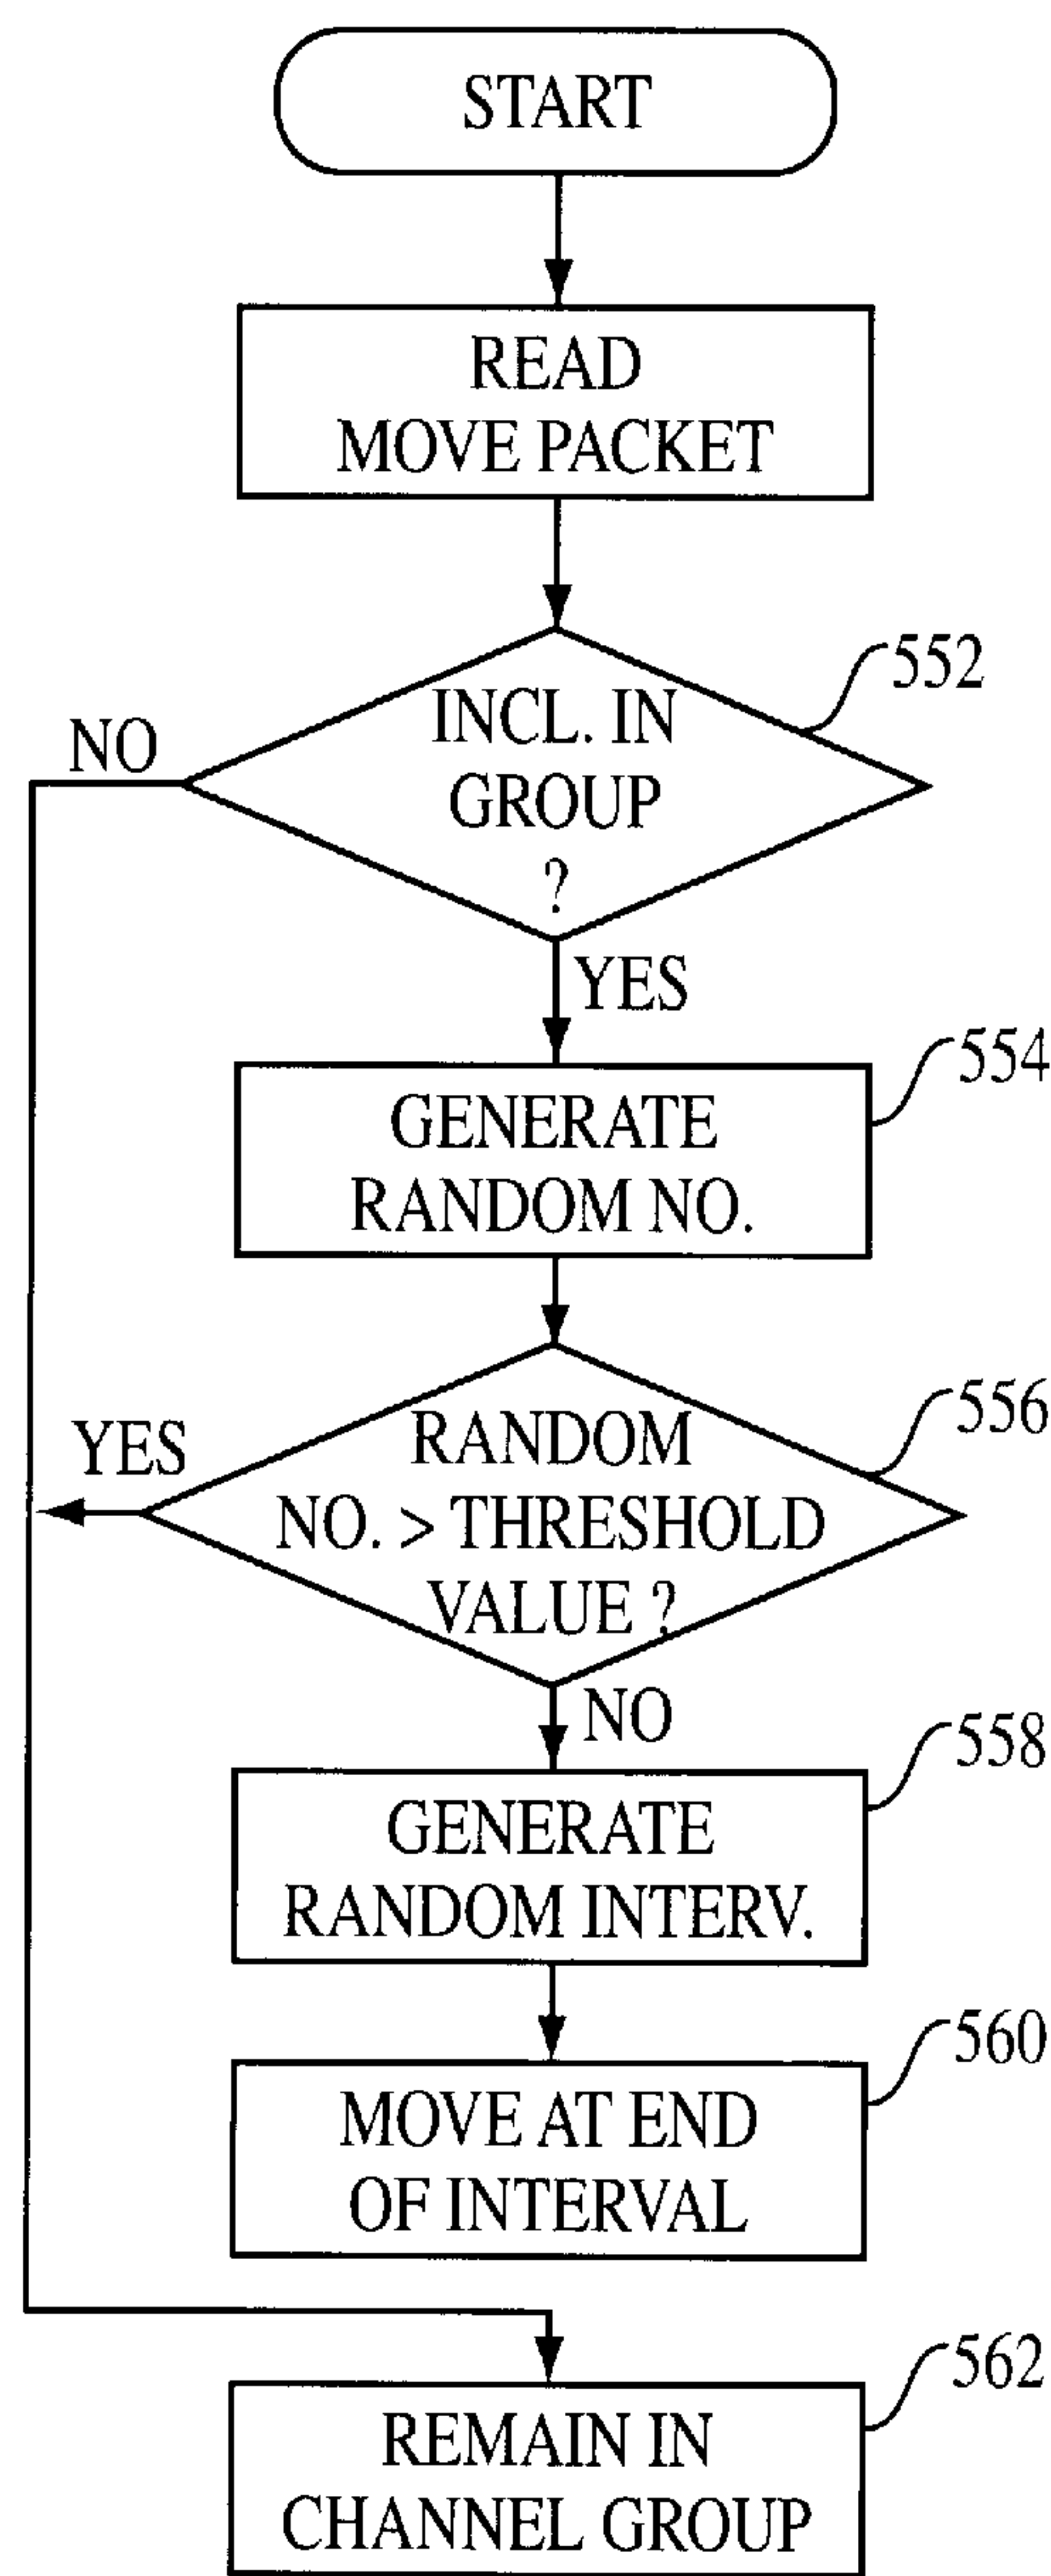 START
READ
MOVE PACKET
552
INCL. IN
GROUP
?
NO
YES
554
GENERATE
RANDOM NO.
556
RANDOM
NO. > THRESHOLD
VALUE ?
YES
NO
558
GENERATE
RANDOM INTERV.
560
MOVE AT END
OF INTERVAL
562
REMAIN IN
CHANNEL GROUP